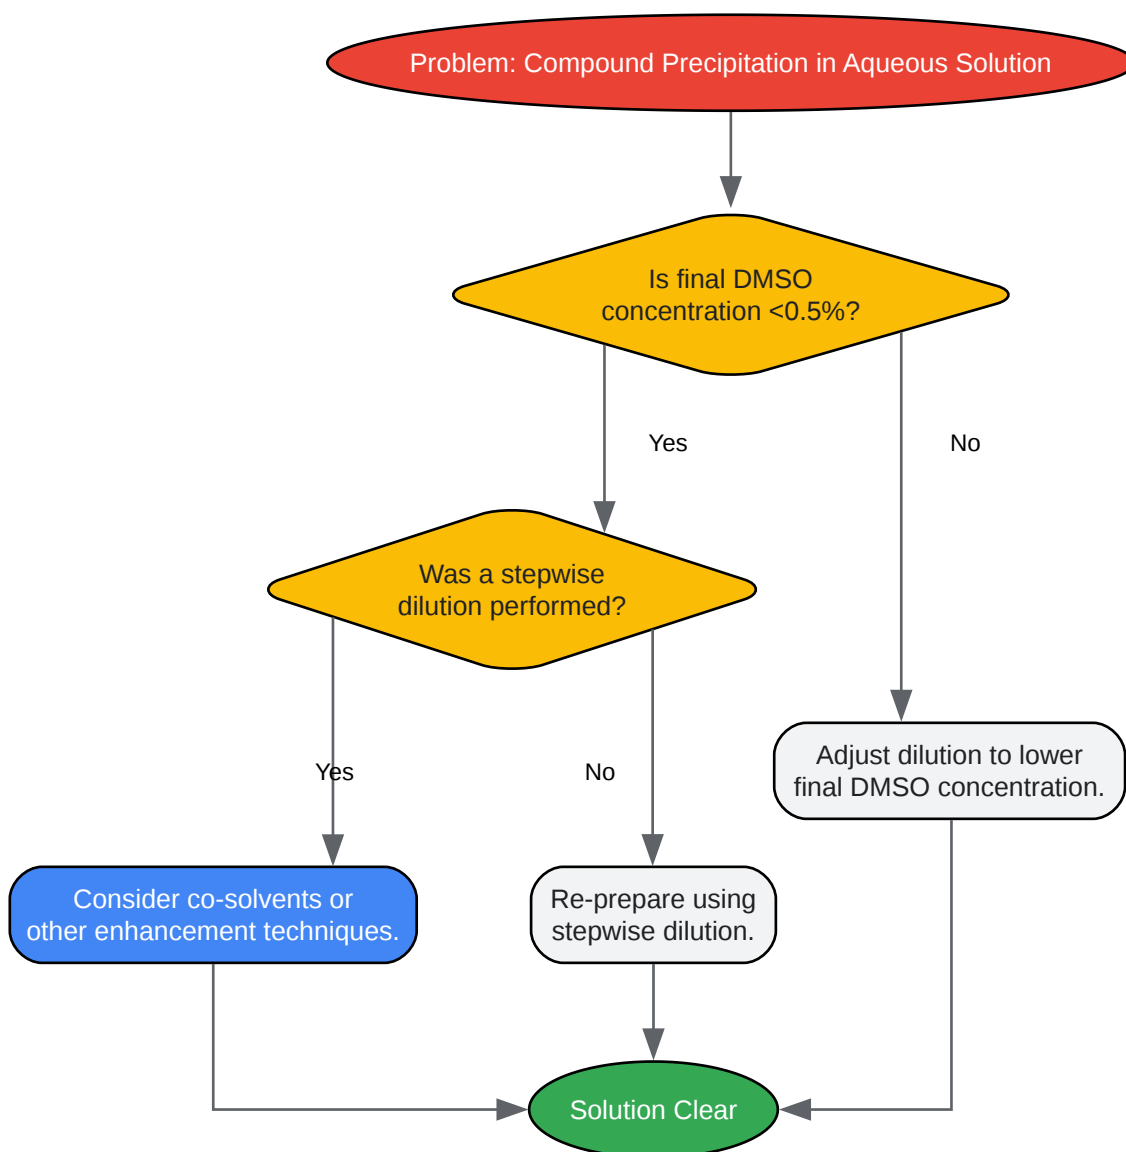 Problem: Compound Precipitation in Aqueous Solution
Is final DMSO
concentration <0.5%?
Yes
No
Was a stepwise
dilution performed?
Yes
No
Adjust dilution to lower
final DMSO concentration.
Consider co-solvents or
other enhancement techniques.
Re-prepare using
stepwise dilution.
Solution Clear